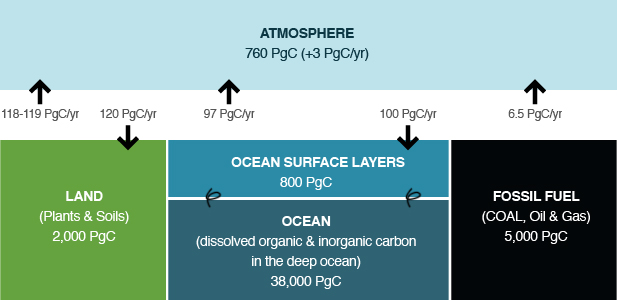 ATMOSPHERE
760 PgC (+3 PgC/yr)
118-119 PgC/yr
120 PgC/yr
97 PgC/yr
100 PgC/yr
6.5 PgC/yr
LAND
(Plants & Soils)
2,000 PgC
OCEAN SURFACE LAYERS
800 PgC
OCEAN
(dissolved organic & inorganic carbon
in the deep ocean)
38,000 PgC
FOSSIL FUEL
(COAL, Oil & Gas)
5,000 PgC